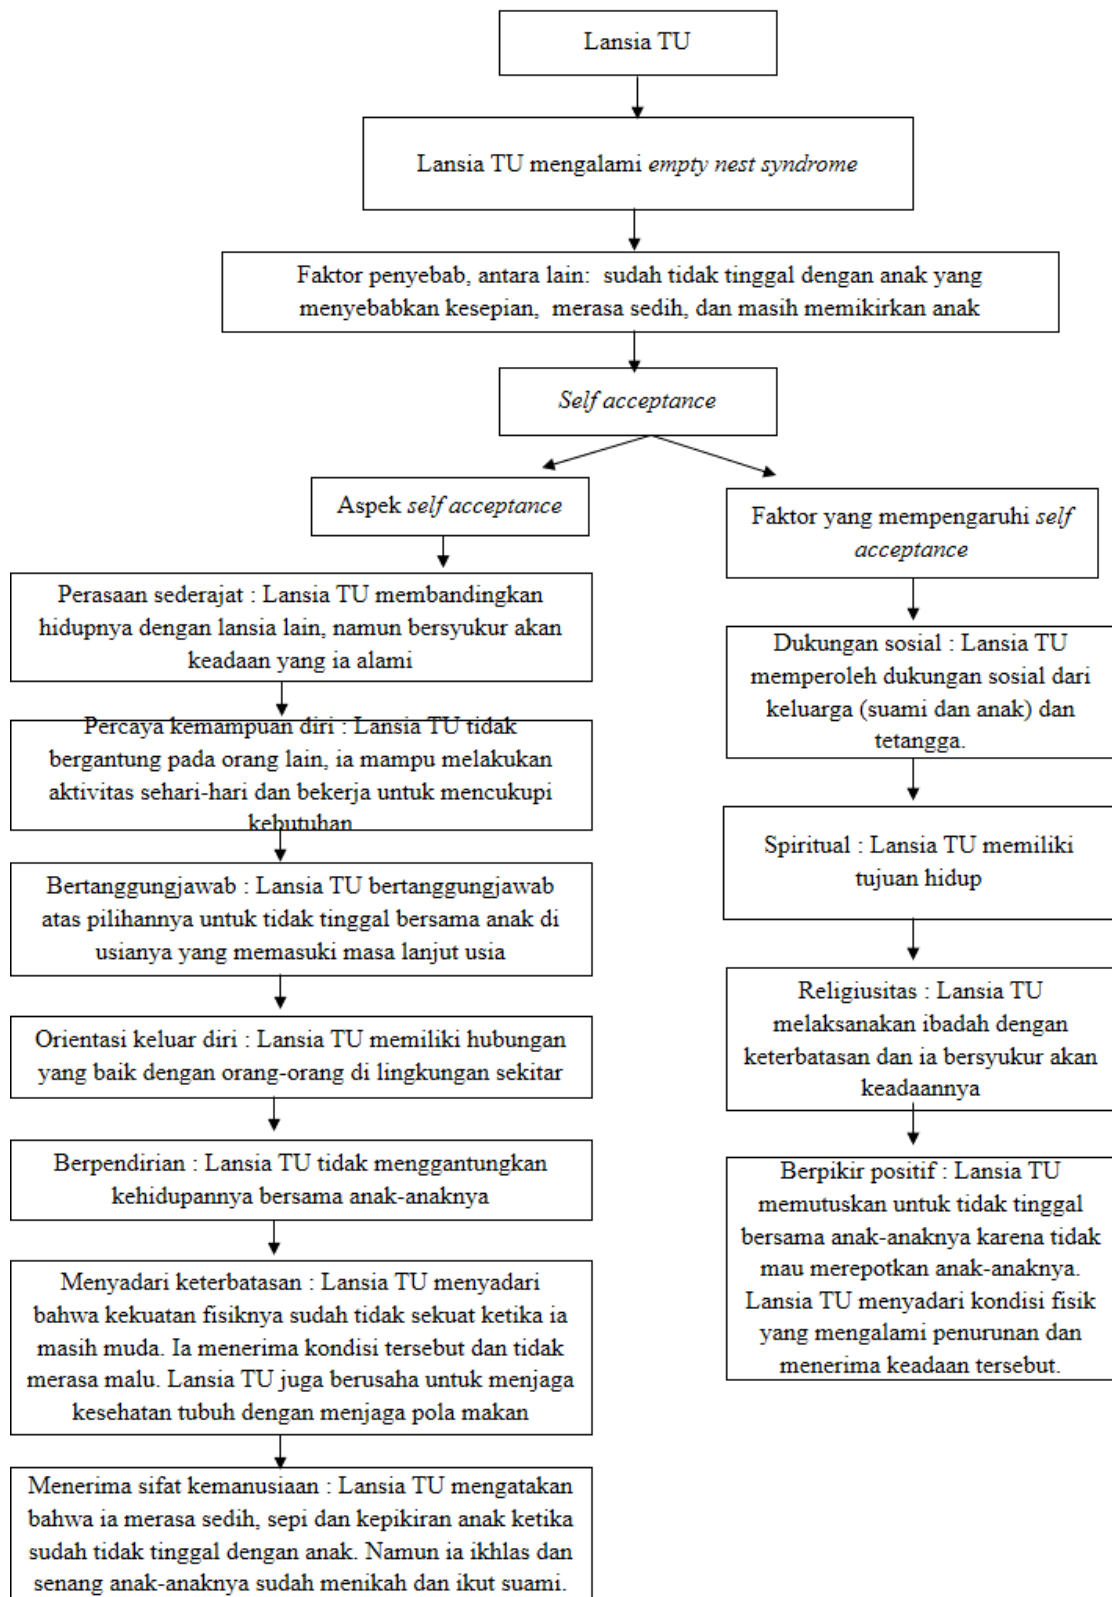 Lansia TU
Lansia TU mengalami empty nest syndrome
Faktor penyebab, antara lain:  sudah tidak tinggal dengan anak yang
menyebabkan kesepian,  merasa sedih, dan masih memikirkan anak
Self acceptance
Aspek self acceptance
Perasaan sederajat : Lansia TU membandingkan
hidupnya dengan lansia lain, namun bersyukur akan
keadaan yang ia alami
Percaya kemampuan diri : Lansia TU tidak
bergantung pada orang lain, ia mampu melakukan
aktivitas sehari-hari dan bekerja untuk mencukupi
kebutuhan
Bertanggungjawab : Lansia TU bertanggungjawab
atas pilihannya untuk tidak tinggal bersama anak di
usianya yang memasuki masa lanjut usia
Orientasi keluar diri : Lansia TU memiliki hubungan
yang baik dengan orang-orang di lingkungan sekitar
Berpendirian : Lansia TU tidak menggantungkan
kehidupannya bersama anak-anaknya
Menyadari keterbatasan : Lansia TU menyadari
bahwa kekuatan fisiknya sudah tidak sekuat ketika ia
masih muda. Ia menerima kondisi tersebut dan tidak
merasa malu. Lansia TU juga berusaha untuk menjaga
kesehatan tubuh dengan menjaga pola makan
Menerima sifat kemanusiaan : Lansia TU mengatakan
bahwa ia merasa sedih, sepi dan kepikiran anak ketika
sudah tidak tinggal dengan anak. Namun ia ikhlas dan
senang anak-anaknya sudah menikah dan ikut suami.
Faktor yang mempengaruhi self
acceptance
Dukungan sosial : Lansia TU
memperoleh dukungan sosial dari
keluarga (suami dan anak) dan
tetangga.
Spiritual : Lansia TU memiliki
tujuan hidup
Religiusitas : Lansia TU
melaksanakan ibadah dengan
keterbatasan dan ia bersyukur akan
keadaannya
Berpikir positif : Lansia TU
memutuskan untuk tidak tinggal
bersama anak-anaknya karena tidak
mau merepotkan anak-anaknya.
Lansia TU menyadari kondisi fisik
yang mengalami penurunan dan
menerima keadaan tersebut.